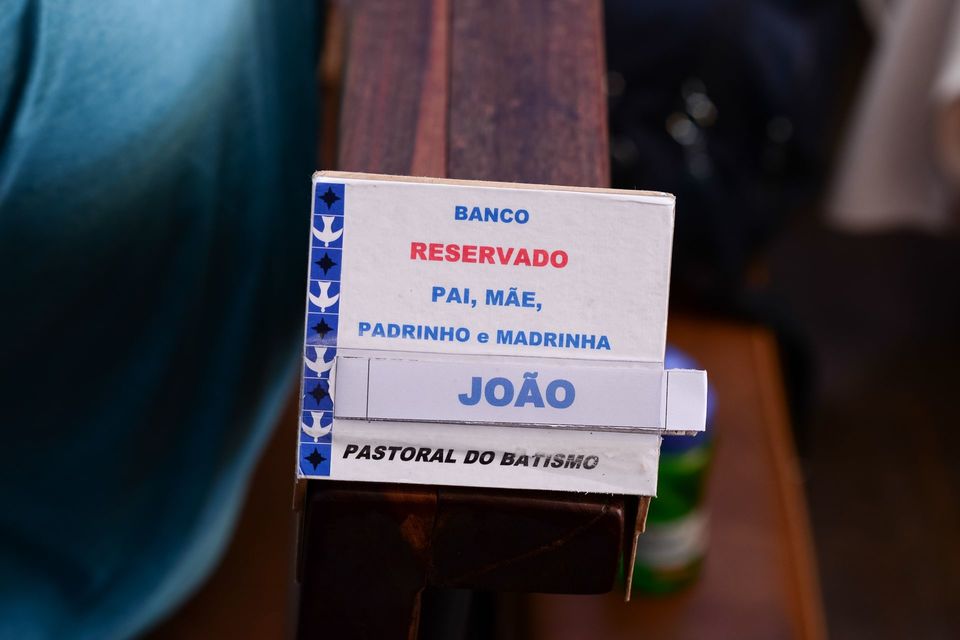 BANCO
RESERVADO
PAI, MÃE,
PADRINHO e MADRINHA
JOÃO
PASTORAL DO BATISMO